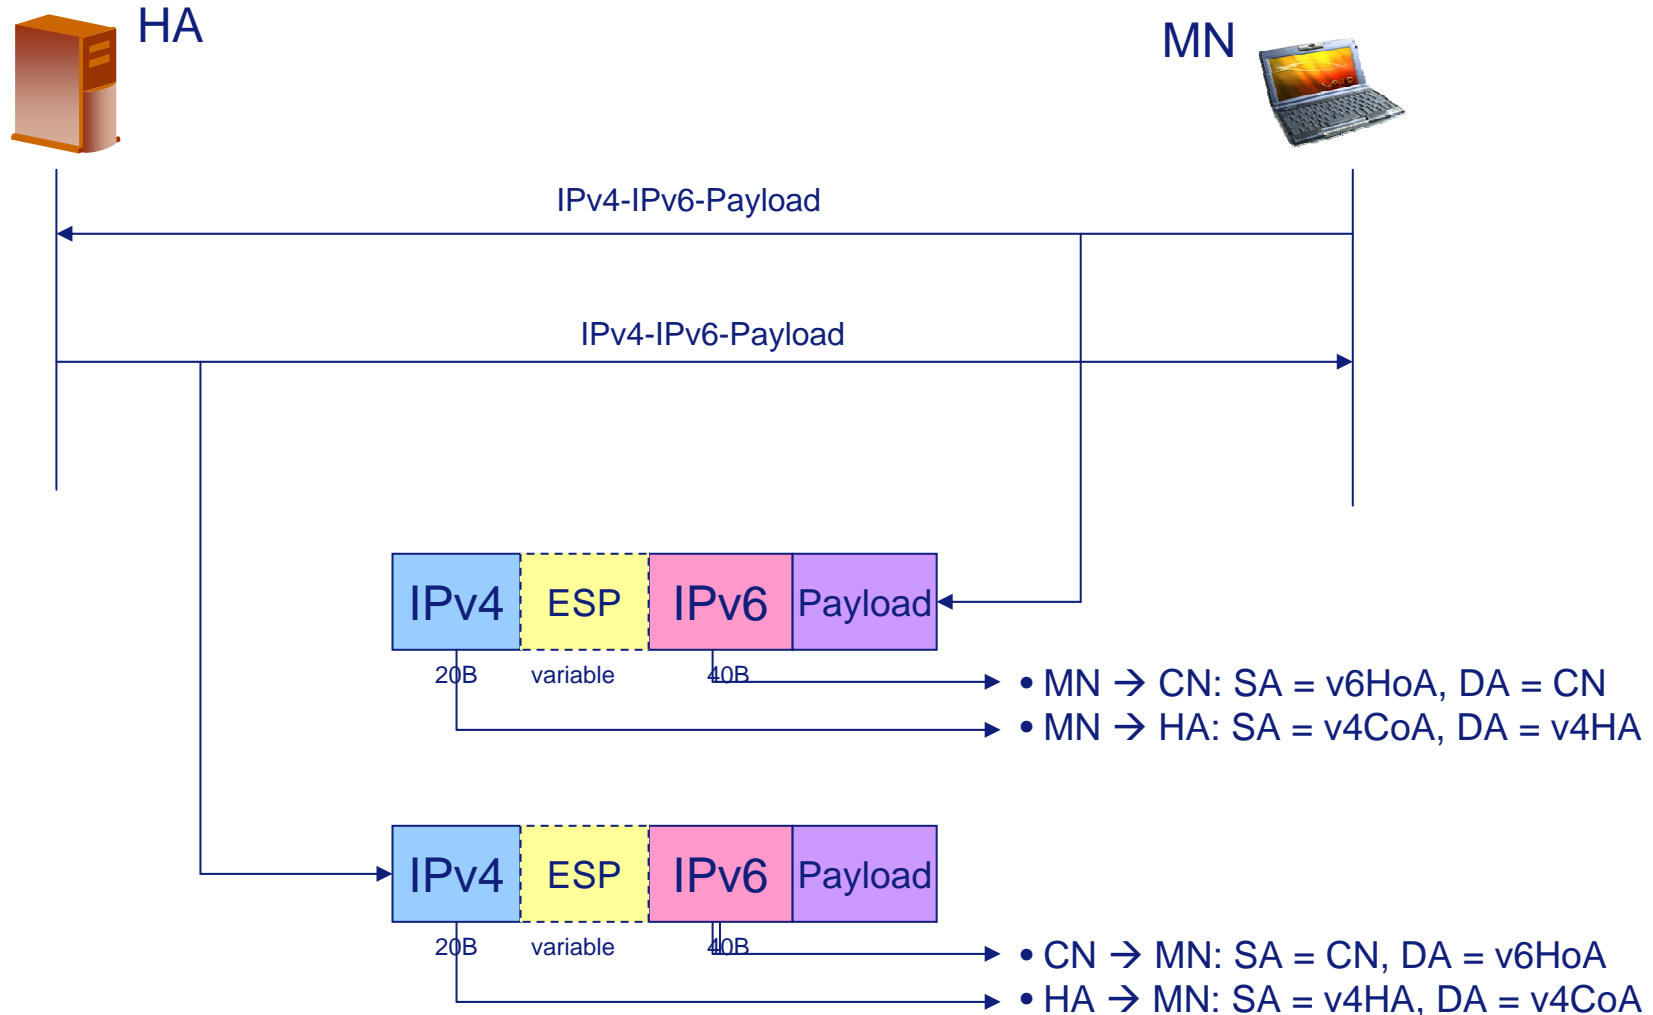 HA
MN
IPv4-IPv6-Payload
IPv4-IPv6-Payload
IPv4 ESP IPv6 Payload
20B variable 40B
• MN → CN: SA = v6HoA, DA = CN
• MN → HA: SA = v4CoA, DA = v4HA
IPv4 ESP IPv6 Payload
20B variable 40B
• CN → MN: SA = CN, DA = v6HoA
• HA → MN: SA = v4HA, DA = v4CoA